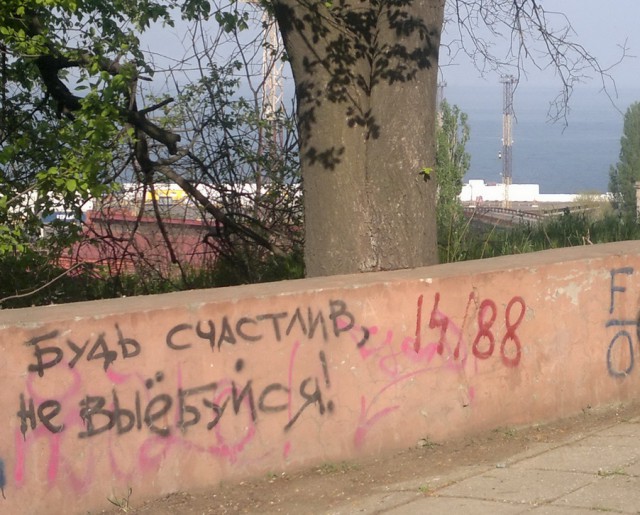 Будь счастлив,
не выёбуйся!
14/88
F
O